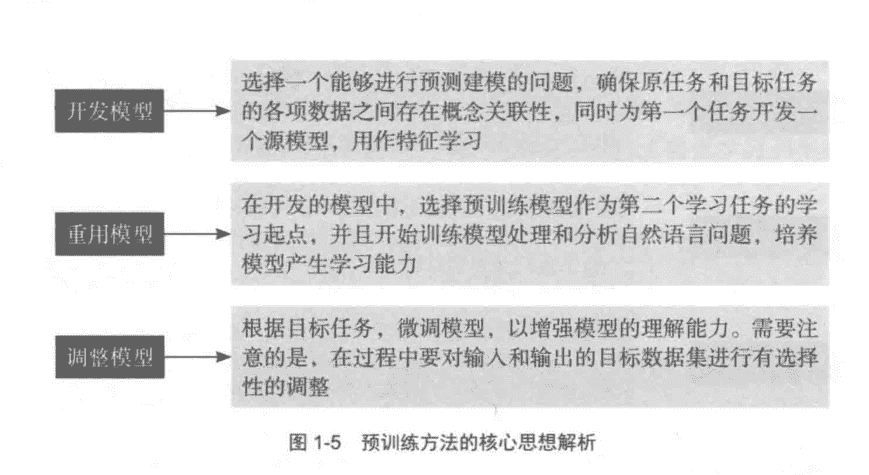 选择一个能够进行预测建模的问题，确保原任务和目标任务
开发模型
的各项数据之间存在概念关联性，同时为第一个任务开发一
个源模型，用作特征学习
在开发的模型中，选择预训练模型作为第二个学习任务的学
重用模型
习起点，并且开始训练模型处理和分析自然语言问题，培养
模型产生学习能力
根据目标任务，微调模型，以增强模型的理解能力。需要注
调整模型
意的是，在过程中要对输入和输出的目标数据集进行有选择
性的调整
图 1-5 预训练方法的核心思想解析